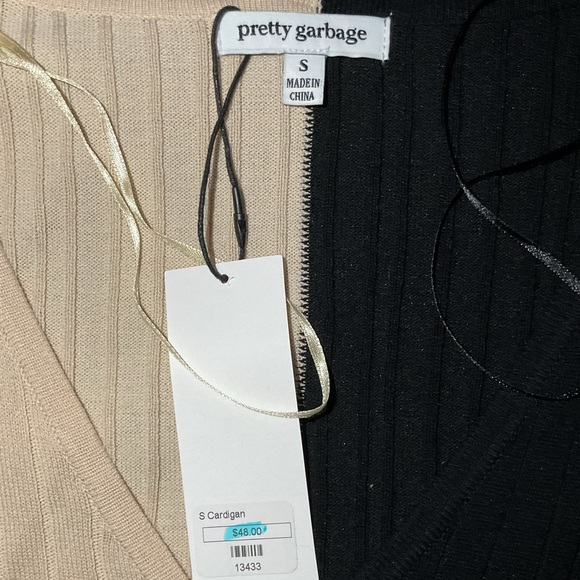 pretty garbage
S
MADE IN
CHINA
S Cardigan
$48.00
13433